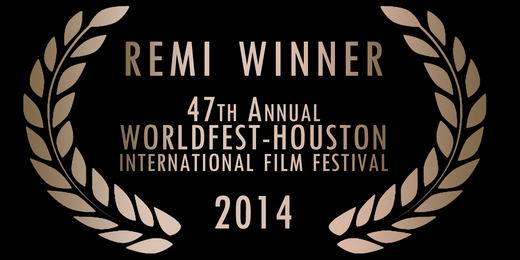 REMI WINNER
47TH ANNUAL
WORLDFEST-HOUSTON
INTERNATIONAL FILM FESTIVAL
2014